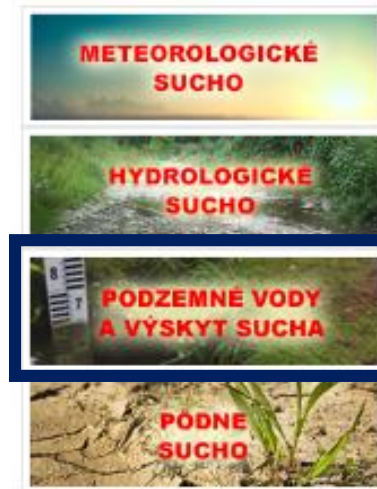 METEOROLOGICKÉ
SUCHO
HYDROLOGICKÉ
SUCHO
8
7
PODZEMNÉ VODY
A VÝSKYT SUCHA
PÔDNE
SUCHO